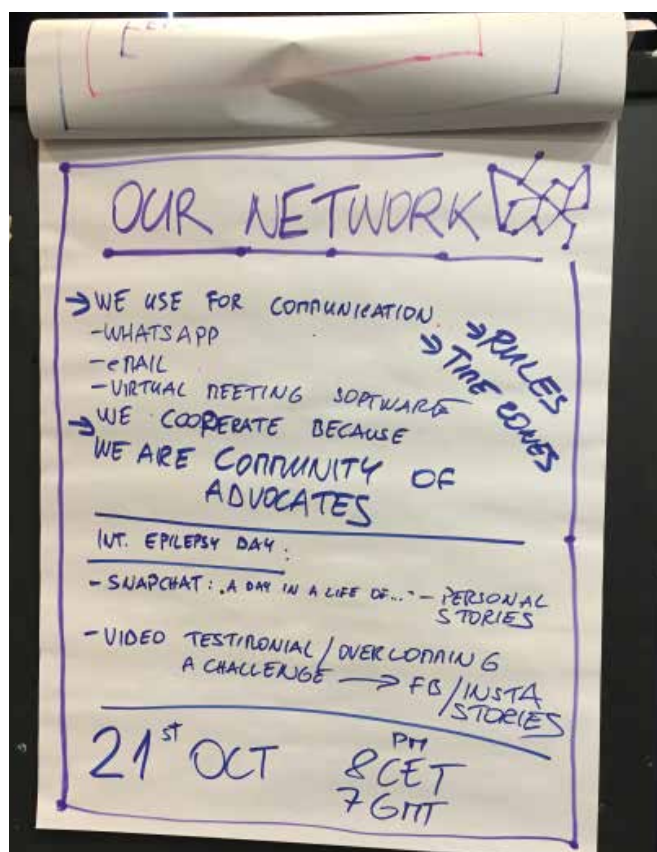 OUR NETWORK
→ WE USE FOR COMMUNICATION
- WHATSAPP
- eMAIL
- VIRTUAL MEETING SOFTWARE
→ RULES
→ TIME ZONES
→ WE COOPERATE BECAUSE
WE ARE COMMUNITY OF
ADVOCATES
INT. EPILEPSY DAY:
- SNAPCHAT: "A DAY IN A LIFE OF..." - PERSONAL
STORIES
- VIDEO TESTIMONIAL / OVERCOMMING
A CHALLENGE → FB / INSTA
STORIES
21st OCT
PM
8 CET
7 GMT